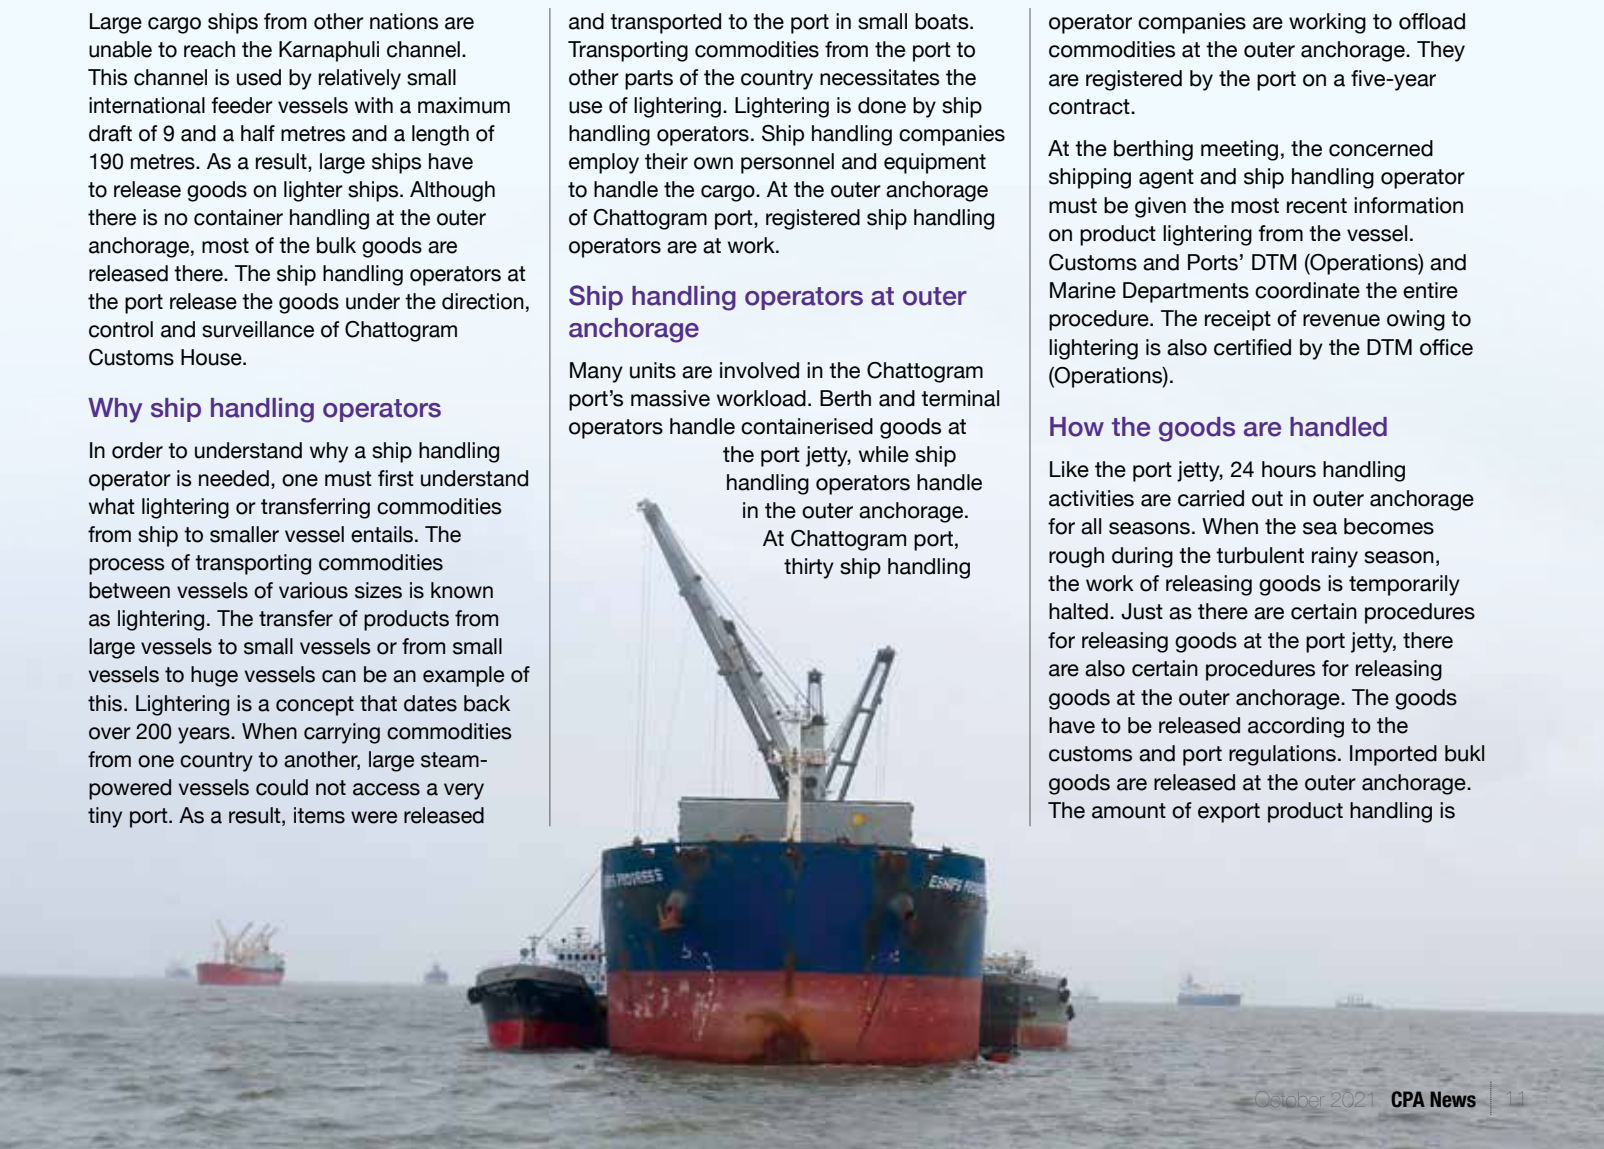 Large cargo ships from other nations are
unable to reach the Karnaphuli channel.
This channel is used by relatively small
international feeder vessels with a maximum
draft of 9 and a half metres and a length of
190 metres. As a result, large ships have
to release goods on lighter ships. Although
there is no container handling at the outer
anchorage, most of the bulk goods are
released there. The ship handling operators at
the port release the goods under the direction,
control and surveillance of Chattogram
Customs House.
Why ship handling operators
In order to understand why a ship handling
operator is needed, one must first understand
what lightering or transferring commodities
from ship to smaller vessel entails. The
process of transporting commodities
between vessels of various sizes is known
as lightering. The transfer of products from
large vessels to small vessels or from small
vessels to huge vessels can be an example of
this. Lightering is a concept that dates back
over 200 years. When carrying commodities
from one country to another, large steam-
powered vessels could not access a very
tiny port. As a result, items were released
and transported to the port in small boats.
Transporting commodities from the port to
other parts of the country necessitates the
use of lightering. Lightering is done by ship
handling operators. Ship handling companies
employ their own personnel and equipment
to handle the cargo. At the outer anchorage
of Chattogram port, registered ship handling
operators are at work.
Ship handling operators at outer
anchorage
Many units are involved in the Chattogram
port's massive workload. Berth and terminal
operators handle containerised goods at
the port jetty, while ship
handling operators handle
in the outer anchorage.
At Chattogram port,
thirty ship handling
operator companies are working to offload
commodities at the outer anchorage. They
are registered by the port on a five-year
contract.
At the berthing meeting, the concerned
shipping agent and ship handling operator
must be given the most recent information
on product lightering from the vessel.
Customs and Ports' DTM (Operations) and
Marine Departments coordinate the entire
procedure. The receipt of revenue owing to
lightering is also certified by the DTM office
(Operations).
How the goods are handled
Like the port jetty, 24 hours handling
activities are carried out in outer anchorage
for all seasons. When the sea becomes
rough during the turbulent rainy season,
the work of releasing goods is temporarily
halted. Just as there are certain procedures
for releasing goods at the port jetty, there
are also certain procedures for releasing
goods at the outer anchorage. The goods
have to be released according to the
customs and port regulations. Imported bukl
goods are released at the outer anchorage.
The amount of export product handling is
PROGRESS
ESHIPS
October 2021 CPA News 11